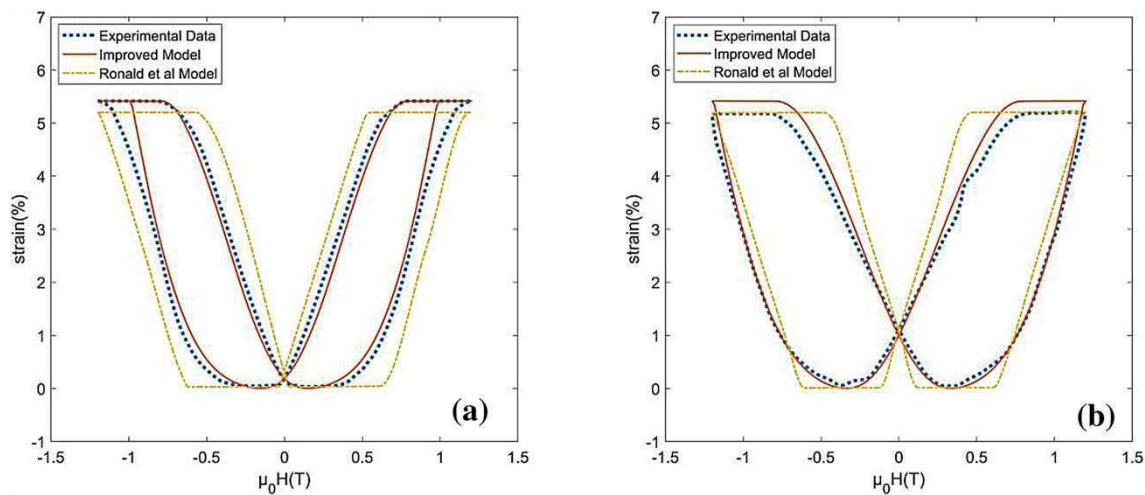 7
6
5
4
3
2
1
0
-1
strain(%)
Experimental Data
Improved Model
Ronald et al Model
(a)
-1.5 -1 -0.5 0 0.5 1 1.5
μ0H(T)
7
6
5
4
3
2
1
0
-1
strain(%)
Experimental Data
Improved Model
Ronald et al Model
(b)
-1.5 -1 -0.5 0 0.5 1 1.5
μ0H(T)